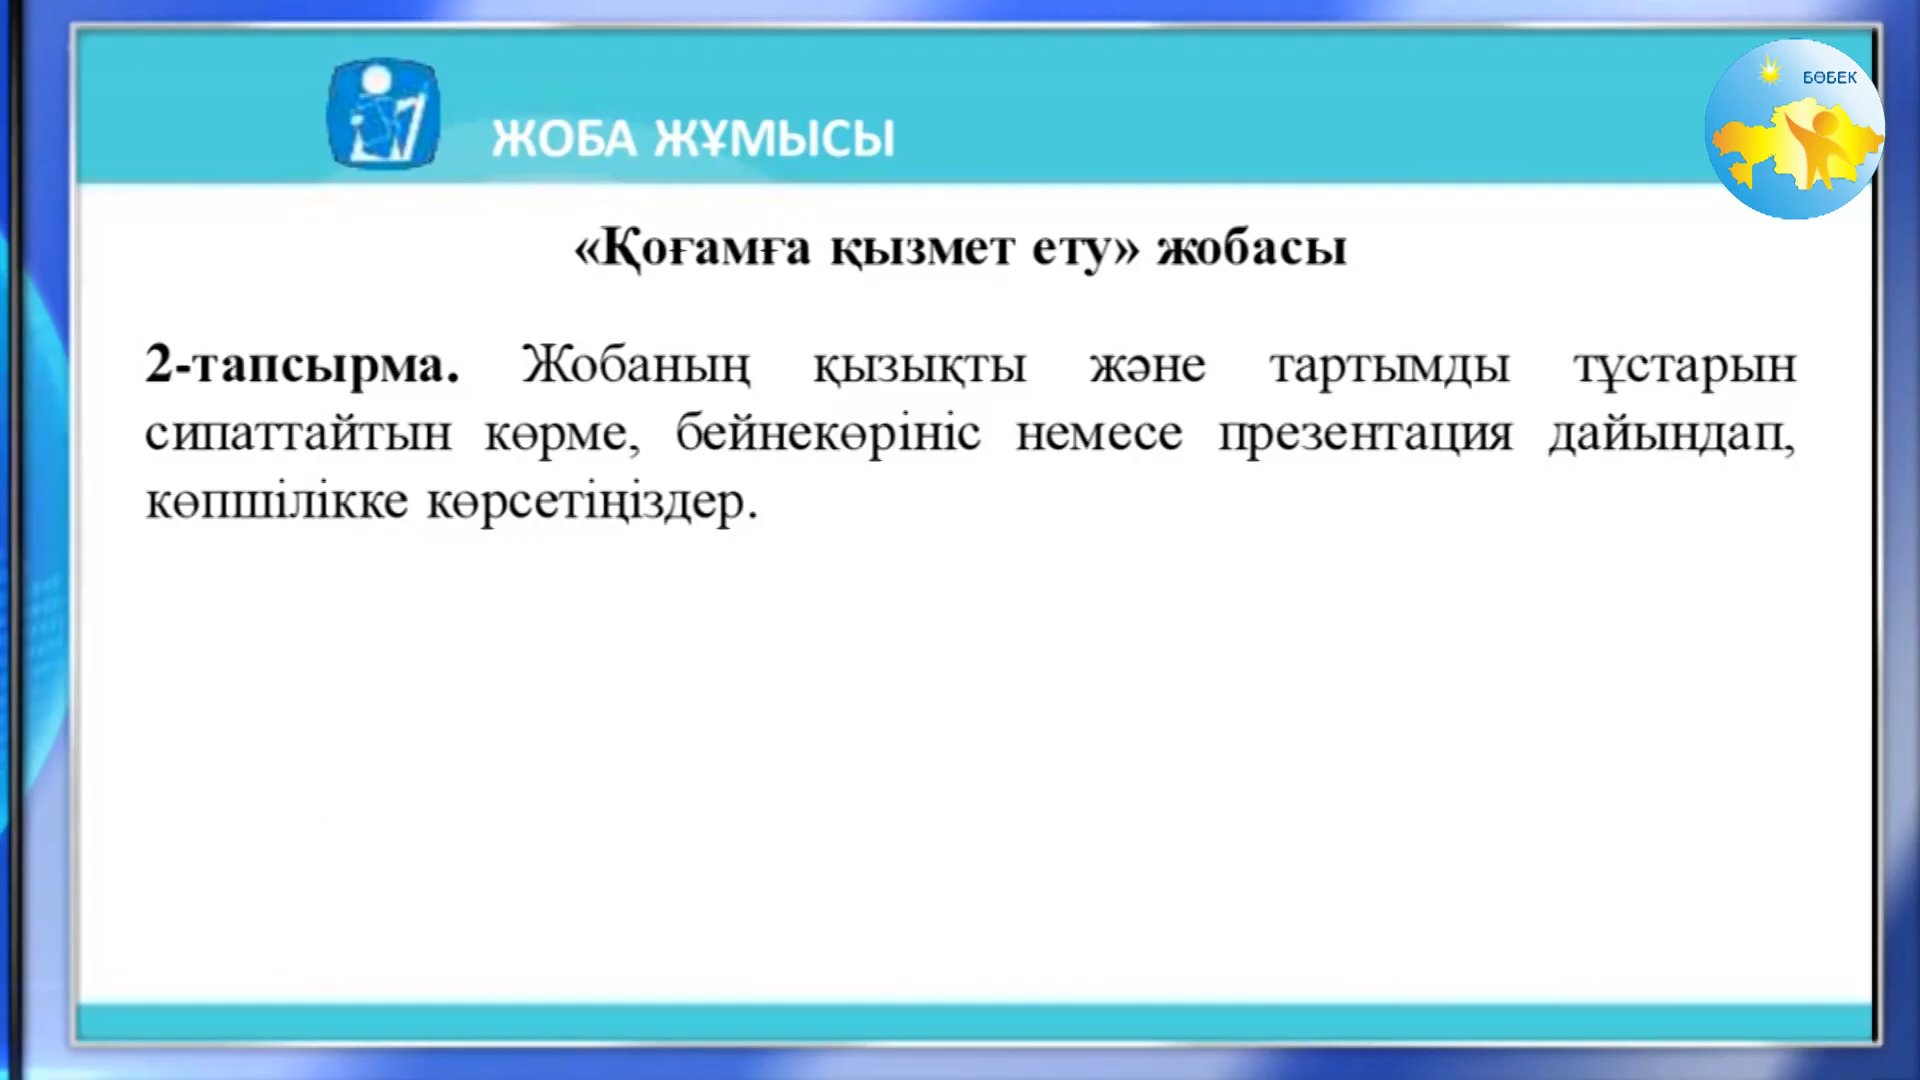 БӨБЕК
ЖОБА ЖҰМЫСЫ
«Қоғамға қызмет ету» жобасы
2-тапсырма. Жобаның қызықты және тартымды тұстарын
сипаттайтын көрме, бейнекөрініс немесе презентация дайындап,
көпшілікке көрсетіңіздер.